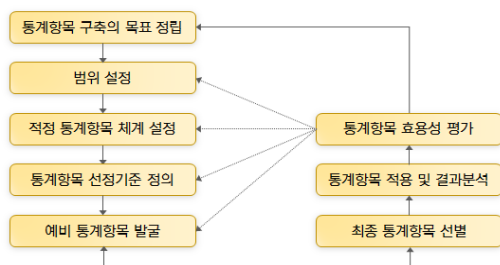 통계항목 구축의 목표 정립
범위 설정
적정 통계항목 체계 설정
통계항목 효용성 평가
통계항목 선정기준 정의
통계항목 적용 및 결과분석
예비 통계항목 발굴
최종 통계항목 선별